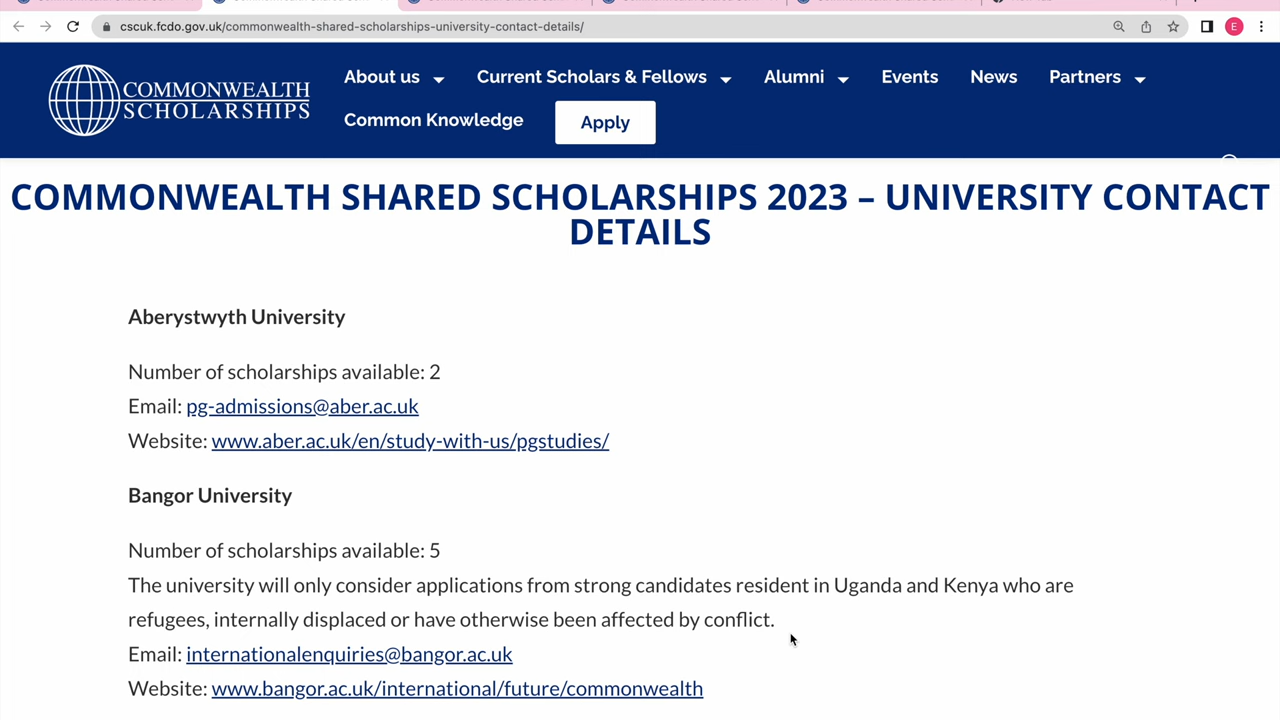 cscuk.fcdo.gov.uk/commonwealth-shared-scholarships-university-contact-details/
E
COMMONWEALTH
SCHOLARSHIPS
About us
Current Scholars & Fellows
Alumni
Events
News
Partners
Common Knowledge
Apply
COMMONWEALTH SHARED SCHOLARSHIPS 2023 – UNIVERSITY CONTACT
DETAILS
Aberystwyth University
Number of scholarships available: 2
Email: pg-admissions@aber.ac.uk
Website: www.aber.ac.uk/en/study-with-us/pgstudies/
Bangor University
Number of scholarships available: 5
The university will only consider applications from strong candidates resident in Uganda and Kenya who are
refugees, internally displaced or have otherwise been affected by conflict.
Email: internationalenquiries@bangor.ac.uk
Website: www.bangor.ac.uk/international/future/commonwealth